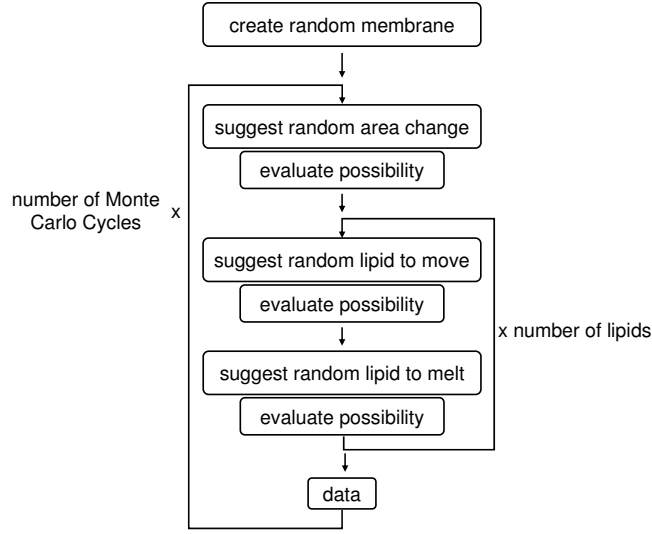 create random membrane
suggest random area change
evaluate possibility
number of Monte
Carlo Cycles
x
suggest random lipid to move
evaluate possibility
x number of lipids
suggest random lipid to melt
evaluate possibility
data